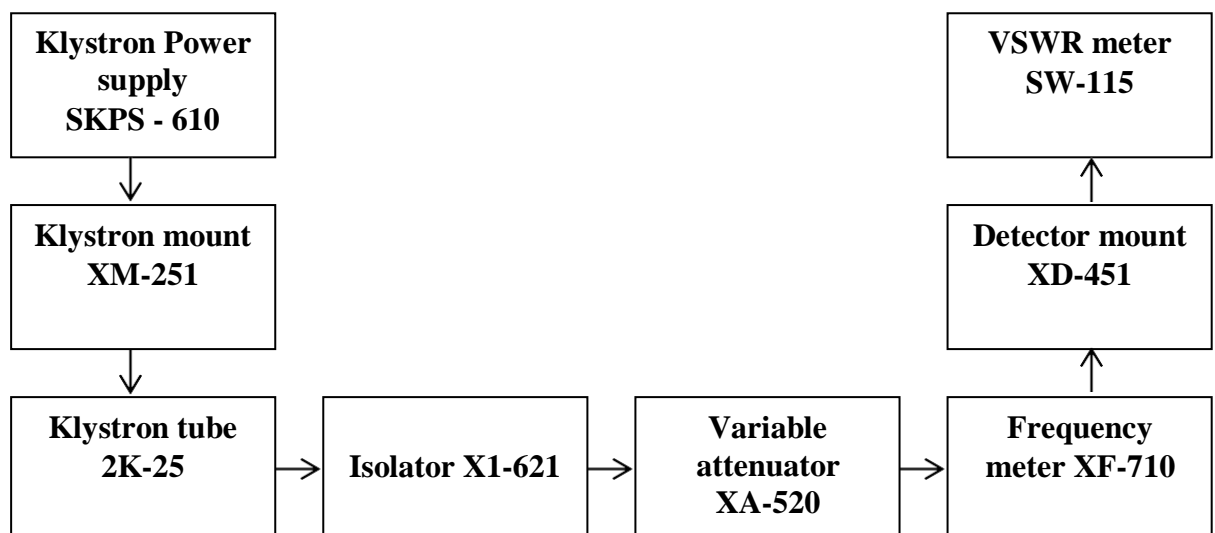 Klystron Power
supply
SKPS - 610
VSWR meter
SW-115
Klystron mount
XM-251
Detector mount
XD-451
Klystron tube
2K-25
Isolator X1-621
Variable
attenuator
XA-520
Frequency
meter XF-710